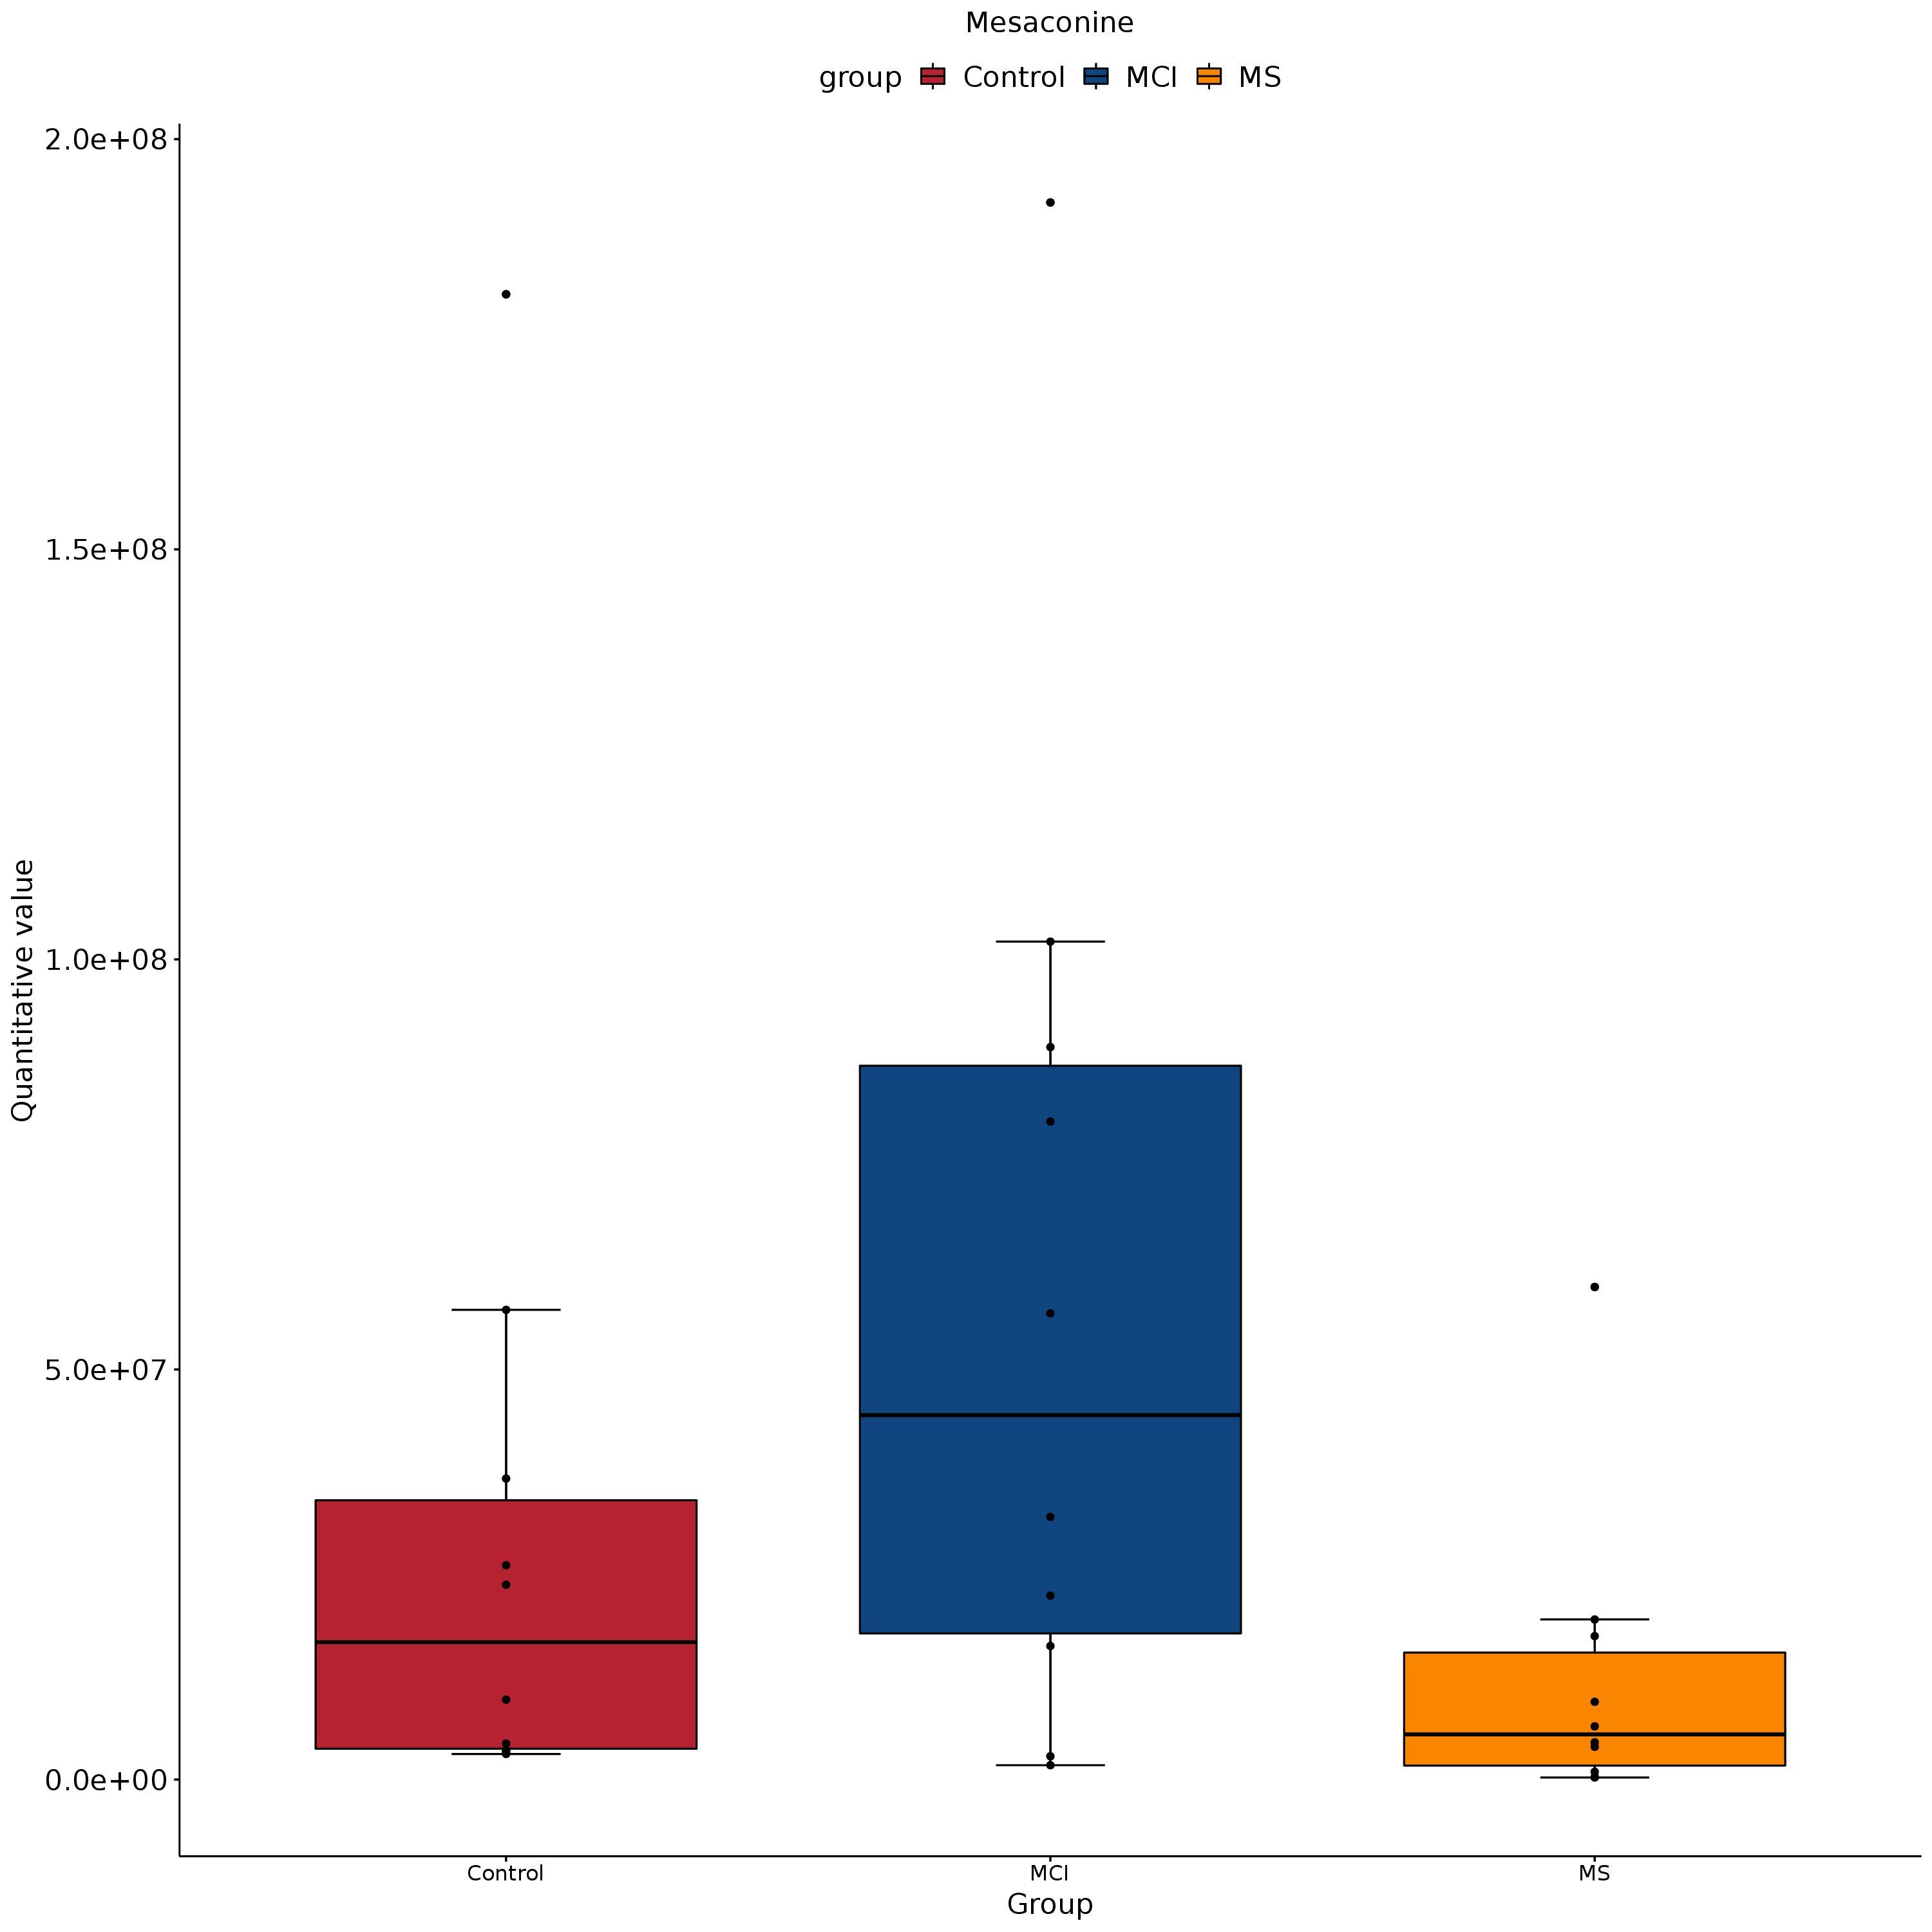 Mesaconine
group Control MCI MS
2.0e+08
1.5e+08
1.0e+08
5.0e+07
0.0e+00
Quantitative value
Control MCI MS
Group